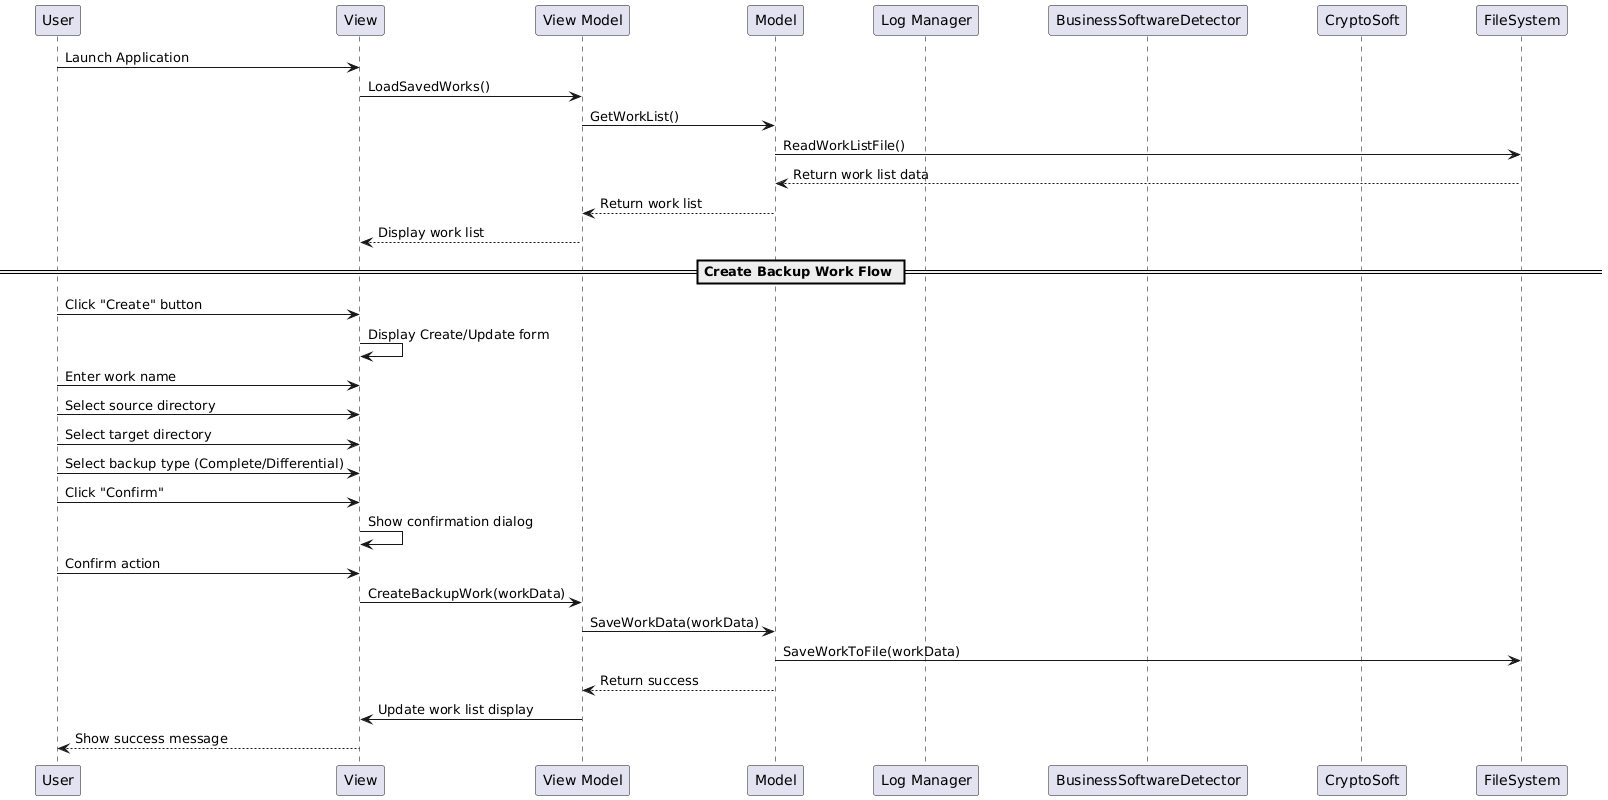 User View View Model Model Log Manager BusinessSoftwareDetector CryptoSoft FileSystem
Launch Application
LoadSavedWorks()
GetWorkList()
ReadWorkListFile()
Return work list data
Return work list
Display work list
Create Backup Work Flow
Click "Create" button
Display Create/Update form
Enter work name
Select source directory
Select target directory
Select backup type (Complete/Differential)
Click "Confirm"
Show confirmation dialog
Confirm action
CreateBackupWork(workData)
SaveWorkData(workData)
SaveWorkToFile(workData)
Return success
Update work list display
Show success message
User View View Model Model Log Manager BusinessSoftwareDetector CryptoSoft FileSystem